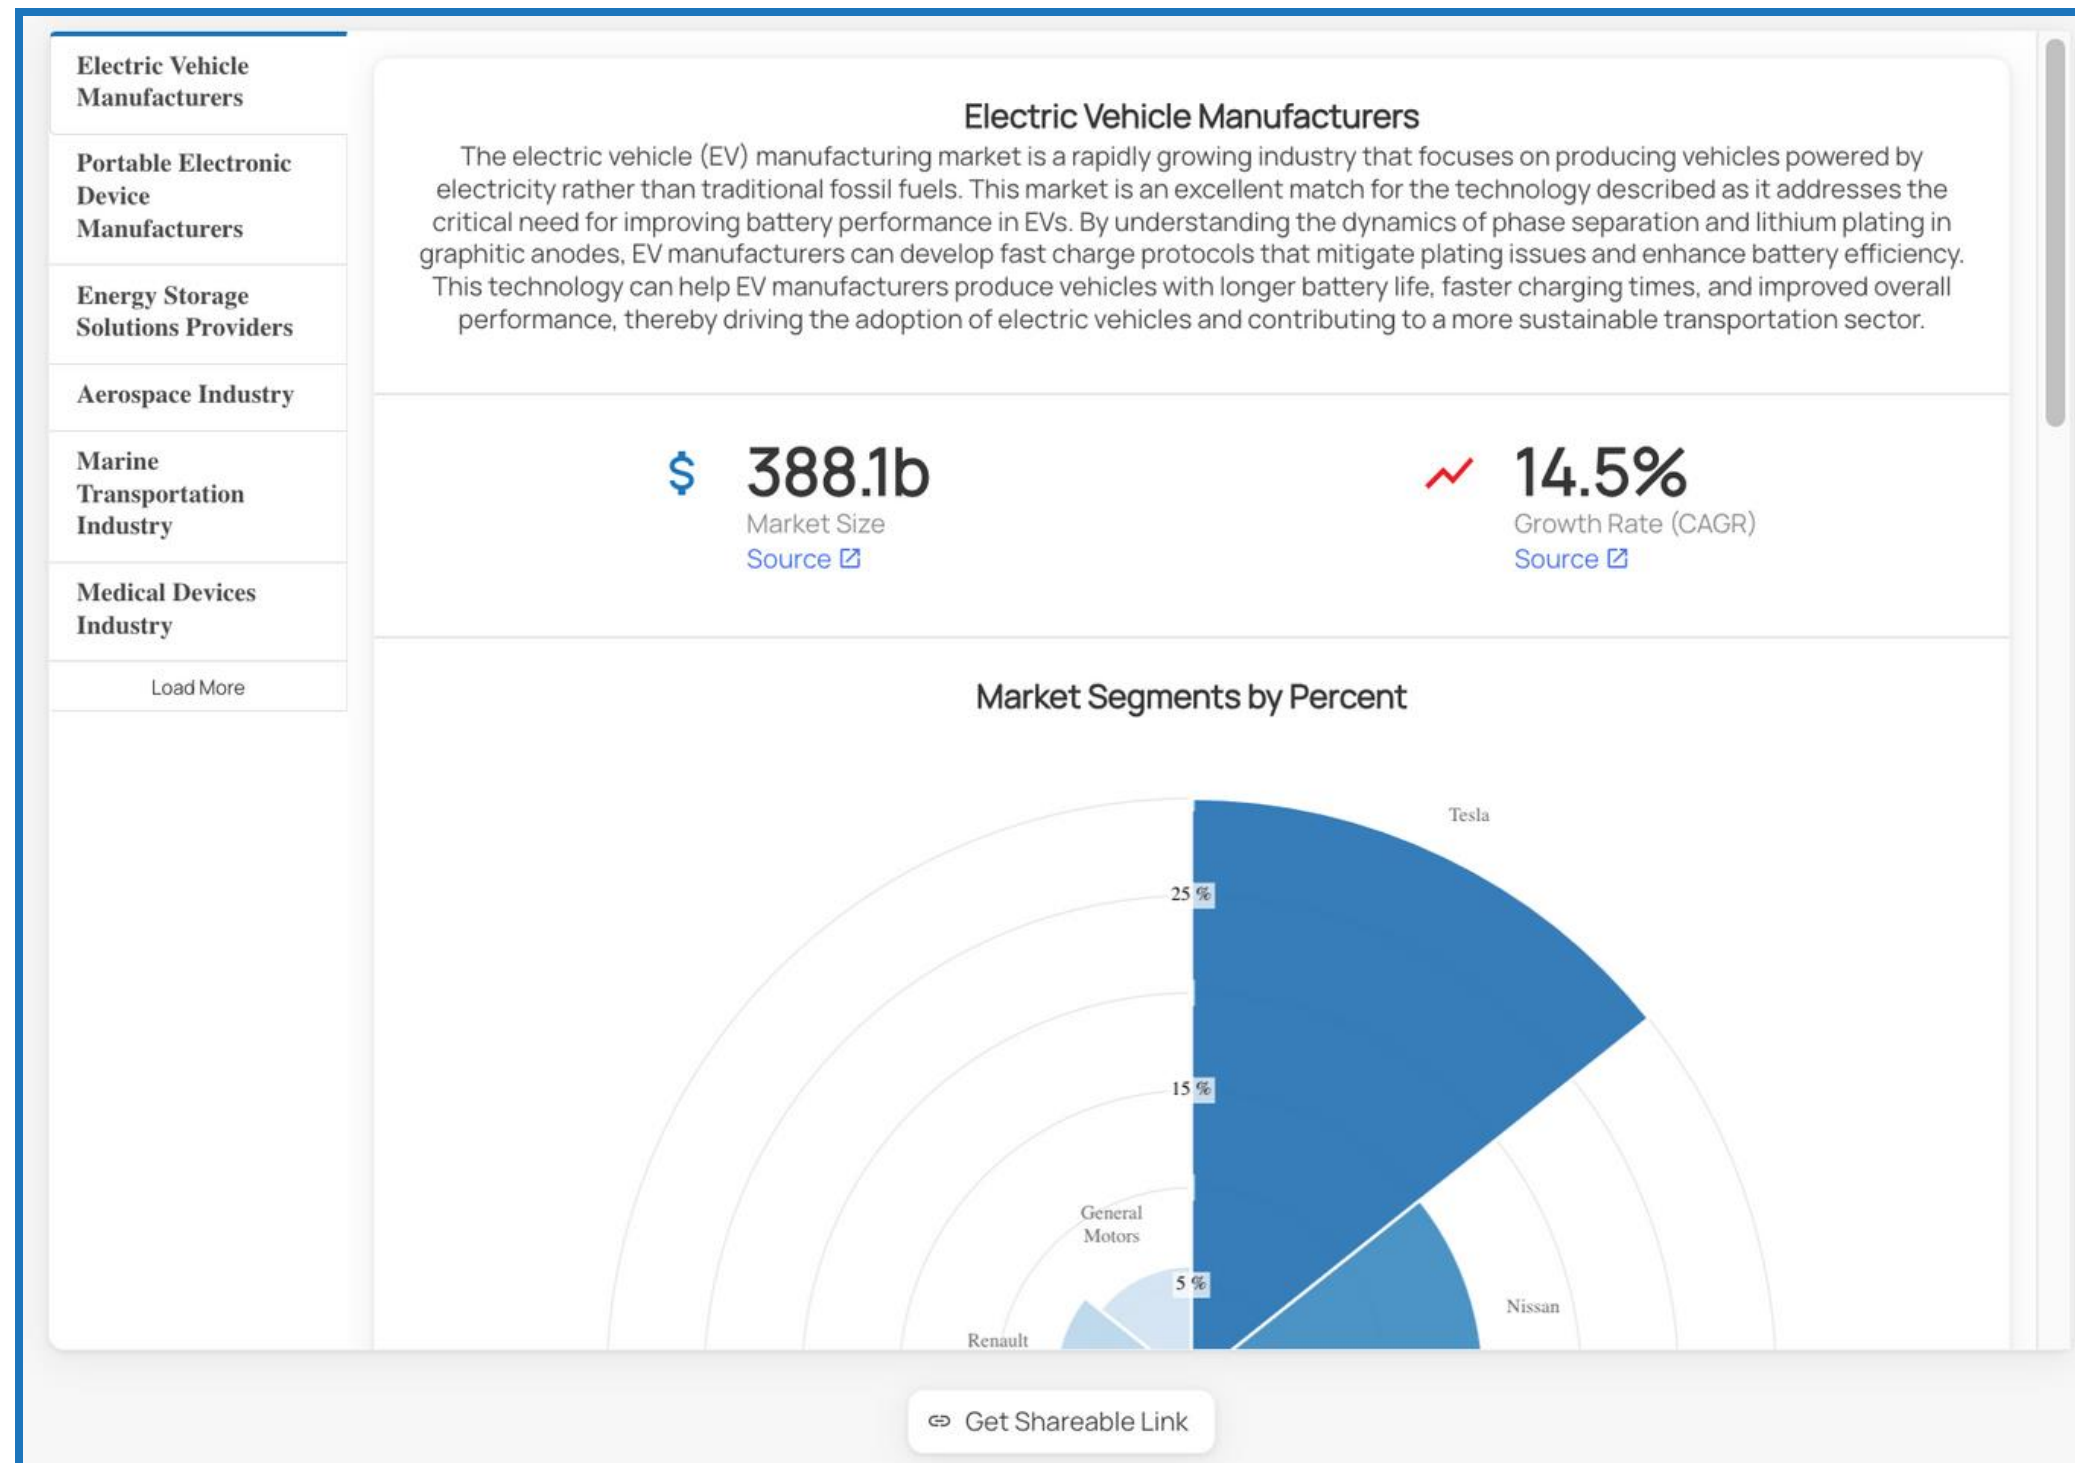 Electric Vehicle
Manufacturers
Portable Electronic
Device
Manufacturers
Energy Storage
Solutions Providers
Aerospace Industry
Marine
Transportation
Industry
Medical Devices
Industry
Load More
Electric Vehicle Manufacturers
The electric vehicle (EV) manufacturing market is a rapidly growing industry that focuses on producing vehicles powered by
electricity rather than traditional fossil fuels. This market is an excellent match for the technology described as it addresses the
critical need for improving battery performance in EVs. By understanding the dynamics of phase separation and lithium plating in
graphitic anodes, EV manufacturers can develop fast charge protocols that mitigate plating issues and enhance battery efficiency.
This technology can help EV manufacturers produce vehicles with longer battery life, faster charging times, and improved overall
performance, thereby driving the adoption of electric vehicles and contributing to a more sustainable transportation sector.
$ 388.1b
Market Size
Source
14.5%
Growth Rate (CAGR)
Source
Market Segments by Percent
Tesla
25 %
15 %
General
Motors
5 %
Nissan
Renault
Get Shareable Link